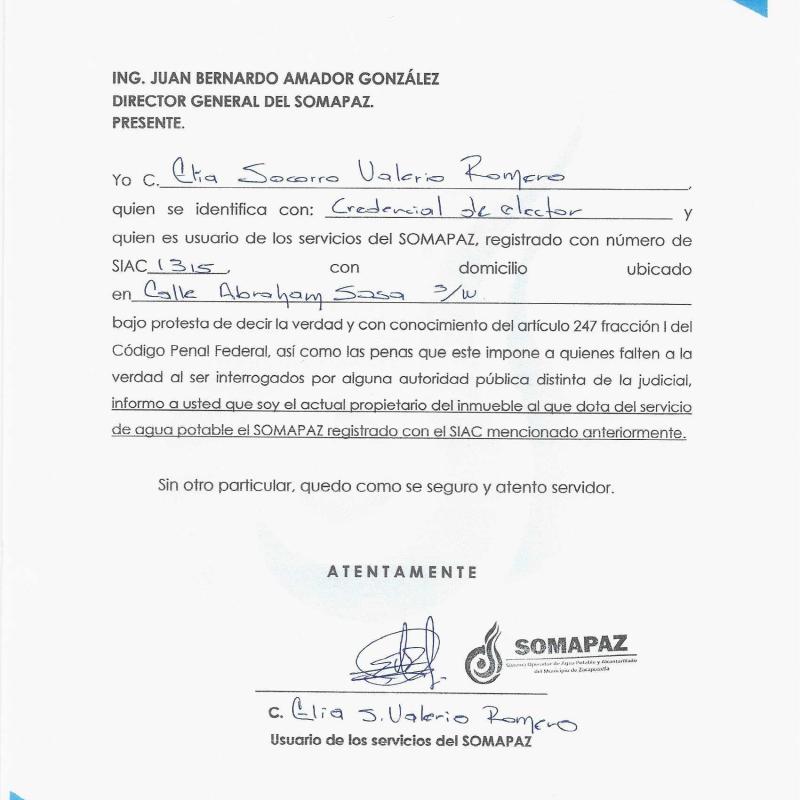 ING. JUAN BERNARDO AMADOR GONZÁLEZ
DIRECTOR GENERAL DEL SOMAPAZ.
PRESENTE.
Yo C. Elia Socorro Valerio Romero,
quien se identifica con: Credencial de elector y
quien es usuario de los servicios del SOMAPAZ, registrado con número de
SIAC 1315, con domicilio ubicado
en Calle Abraham Sosa S/N
bajo protesta de decir la verdad y con conocimiento del artículo 247 fracción I del
Código Penal Federal, así como las penas que este impone a quienes falten a la
verdad al ser interrogados por alguna autoridad pública distinta de la judicial,
informo a usted que soy el actual propietario del inmueble al que dota del servicio
de agua potable el SOMAPAZ registrado con el SIAC mencionado anteriormente.
Sin otro particular, quedo como se seguro y atento servidor.
ATENTAMENTE
SOMAPAZ
Sistema Operador de Agua Potable y Alcantarillado
del Municipio de Zacapoaxtla
C. Elia S. Valerio Romero
Usuario de los servicios del SOMAPAZ